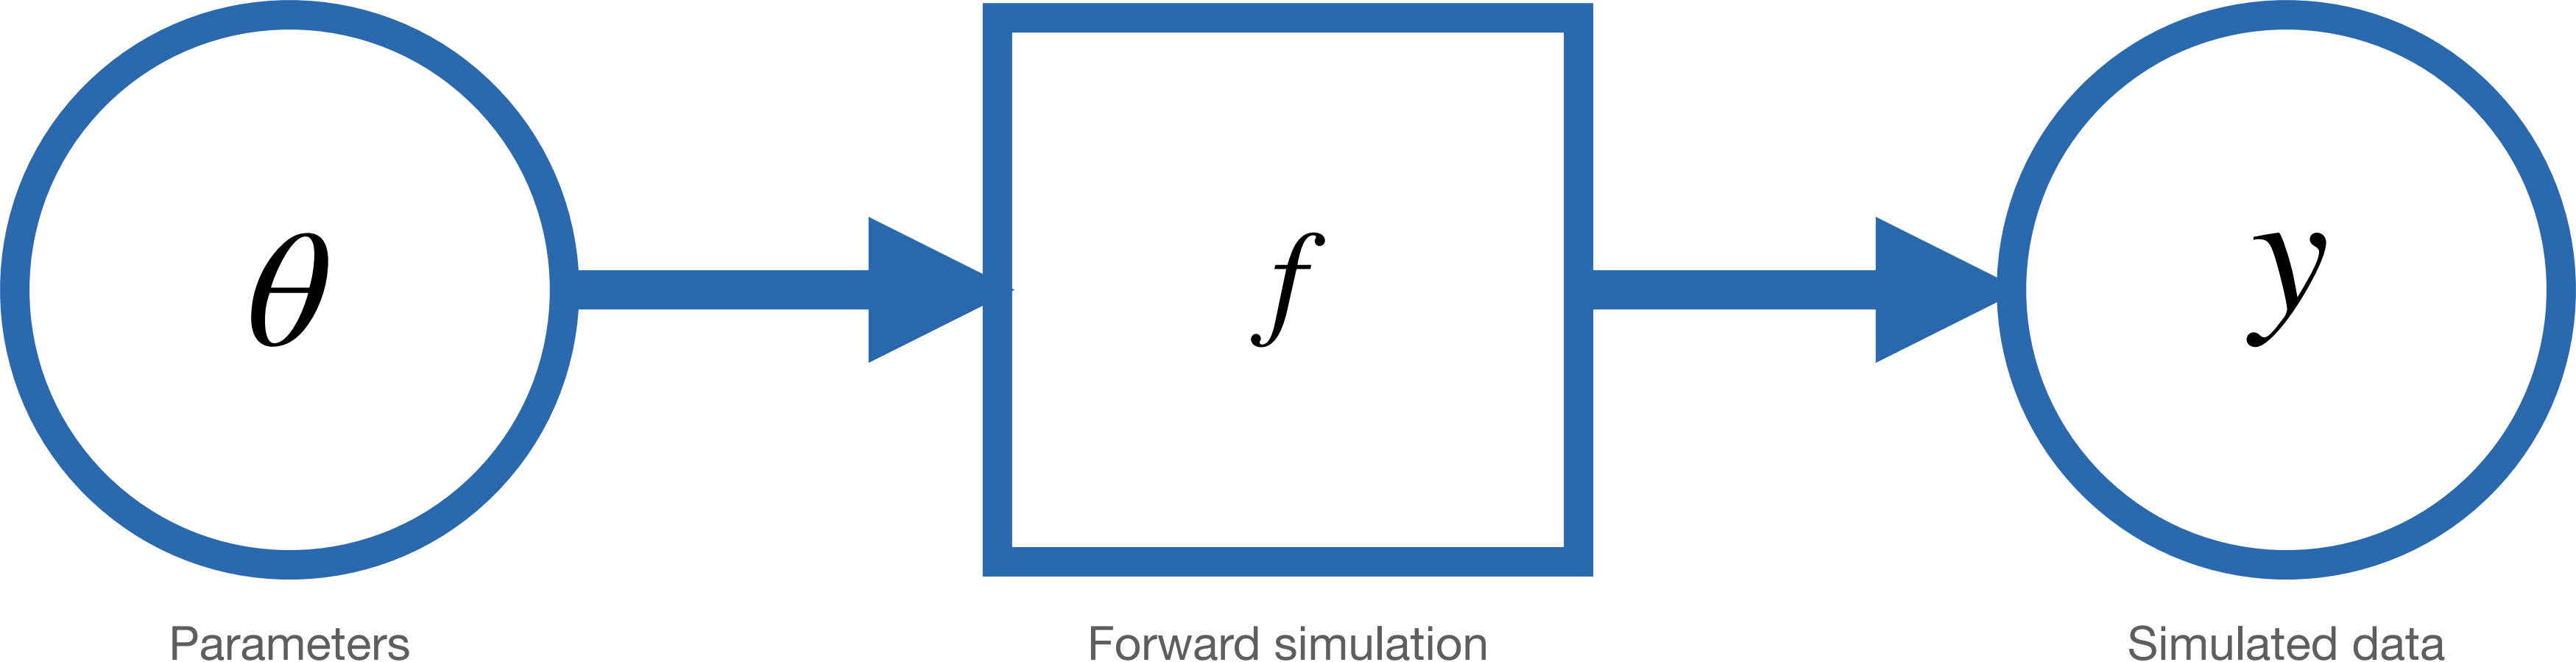 θ
f
y
Parameters
Forward simulation
Simulated data